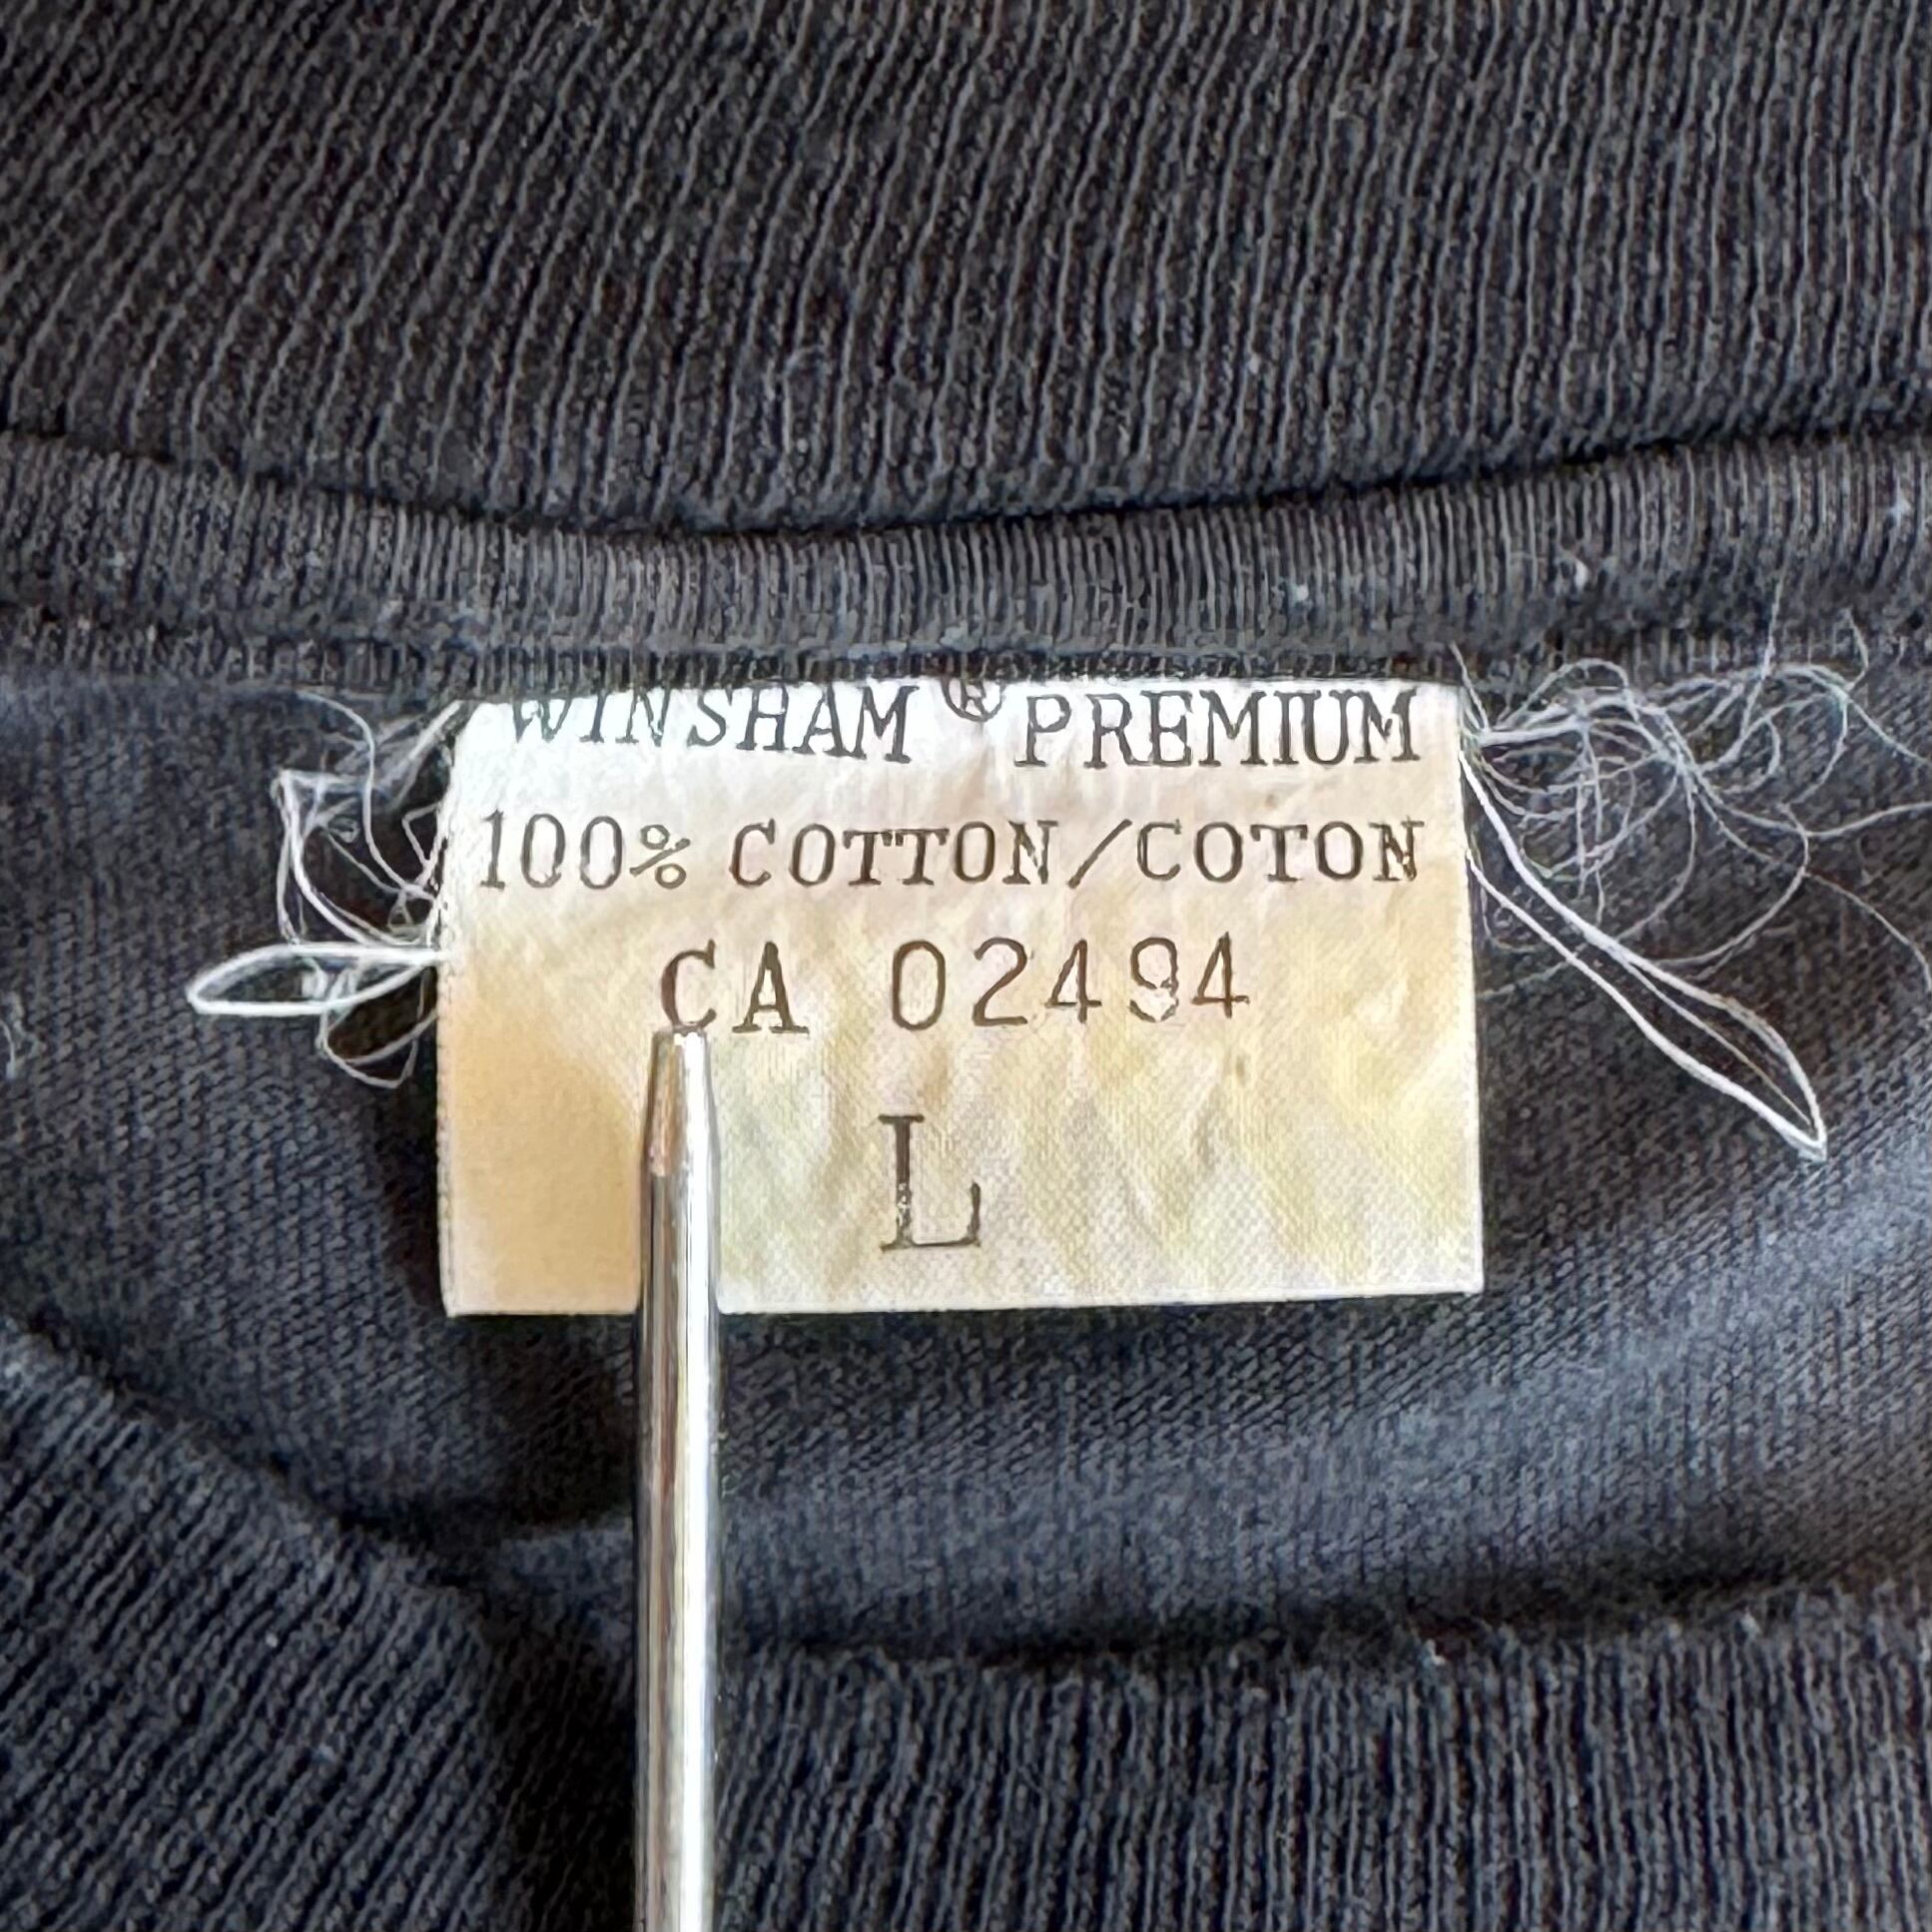 WINSHAM® PREMIUM
100% COTTON/COTON
CA 02494
L